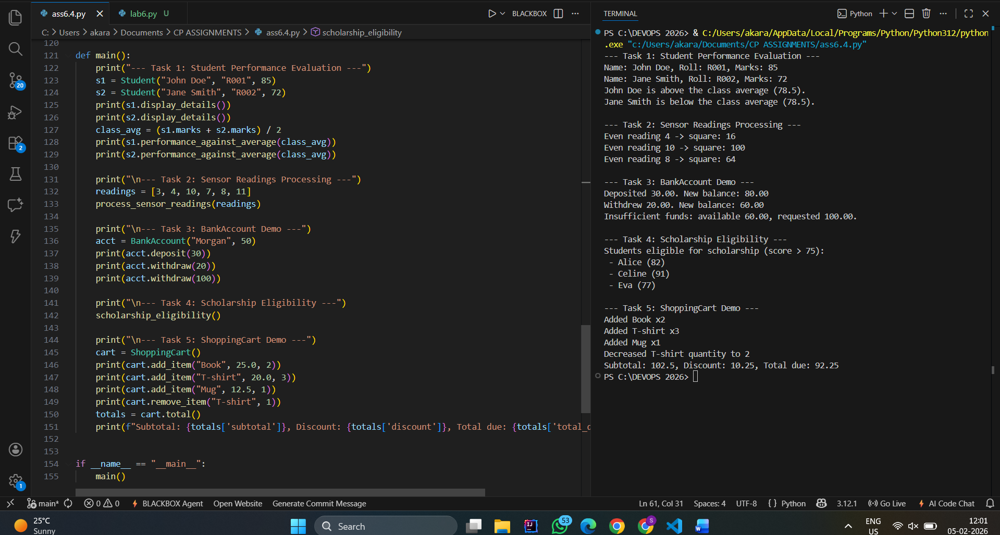 ass6.4.py
lab6.py U
BLACKBOX
C: > Users > akara > Documents > CP ASSIGNMENTS > ass6.4.py > scholarship_eligibility
120
121 def main():
122 print("--- Task 1: Student Performance Evaluation ---")
123 s1 = Student("John Doe", "R001", 85)
124 s2 = Student("Jane Smith", "R002", 72)
125 print(s1.display_details())
126 print(s2.display_details())
127 class_avg = (s1.marks + s2.marks) / 2
128 print(s1.performance_against_average(class_avg))
129 print(s2.performance_against_average(class_avg))
130
131 print("\n--- Task 2: Sensor Readings Processing ---")
132 readings = [3, 4, 10, 7, 8, 11]
133 process_sensor_readings(readings)
134
135 print("\n--- Task 3: BankAccount Demo ---")
136 acct = BankAccount("Morgan", 50)
137 print(acct.deposit(30))
138 print(acct.withdraw(20))
139 print(acct.withdraw(100))
140
141 print("\n--- Task 4: Scholarship Eligibility ---")
142 scholarship_eligibility()
143
144 print("\n--- Task 5: ShoppingCart Demo ---")
145 cart = ShoppingCart()
146 print(cart.add_item("Book", 25.0, 2))
147 print(cart.add_item("T-shirt", 20.0, 3))
148 print(cart.add_item("Mug", 12.5, 1))
149 print(cart.remove_item("T-shirt", 1))
150 totals = cart.total()
151 print(f"Subtotal: {totals['subtotal']}, Discount: {totals['discount']}, Total due: {totals['total_d
152
153
154 if __name__ == "__main__":
155 main()
TERMINAL
Python
PS C:\DEVOPS 2026> & C:/Users/akara/AppData/Local/Programs/Python/Python312/python
.exe "c:/Users/akara/Documents/CP ASSIGNMENTS/ass6.4.py"
--- Task 1: Student Performance Evaluation ---
Name: John Doe, Roll: R001, Marks: 85
Name: Jane Smith, Roll: R002, Marks: 72
John Doe is above the class average (78.5).
Jane Smith is below the class average (78.5).
--- Task 2: Sensor Readings Processing ---
Even reading 4 -> square: 16
Even reading 10 -> square: 100
Even reading 8 -> square: 64
--- Task 3: BankAccount Demo ---
Deposited 30.00. New balance: 80.00
Withdrew 20.00. New balance: 60.00
Insufficient funds: available 60.00, requested 100.00.
--- Task 4: Scholarship Eligibility ---
Students eligible for scholarship (score > 75):
- Alice (82)
- Celine (91)
- Eva (77)
--- Task 5: ShoppingCart Demo ---
Added Book x2
Added T-shirt x3
Added Mug x1
Decreased T-shirt quantity to 2
Subtotal: 102.5, Discount: 10.25, Total due: 92.25
PS C:\DEVOPS 2026>
20
2
1
main* 0 0 BLACKBOX Agent Open Website Generate Commit Message
Ln 61, Col 31 Spaces: 4 UTF-8 { } Python 3.12.1 Go Live AI Code Chat
25°C
Sunny
Search
IJ
53
S
W
ENG
US
12:01
05-02-2026